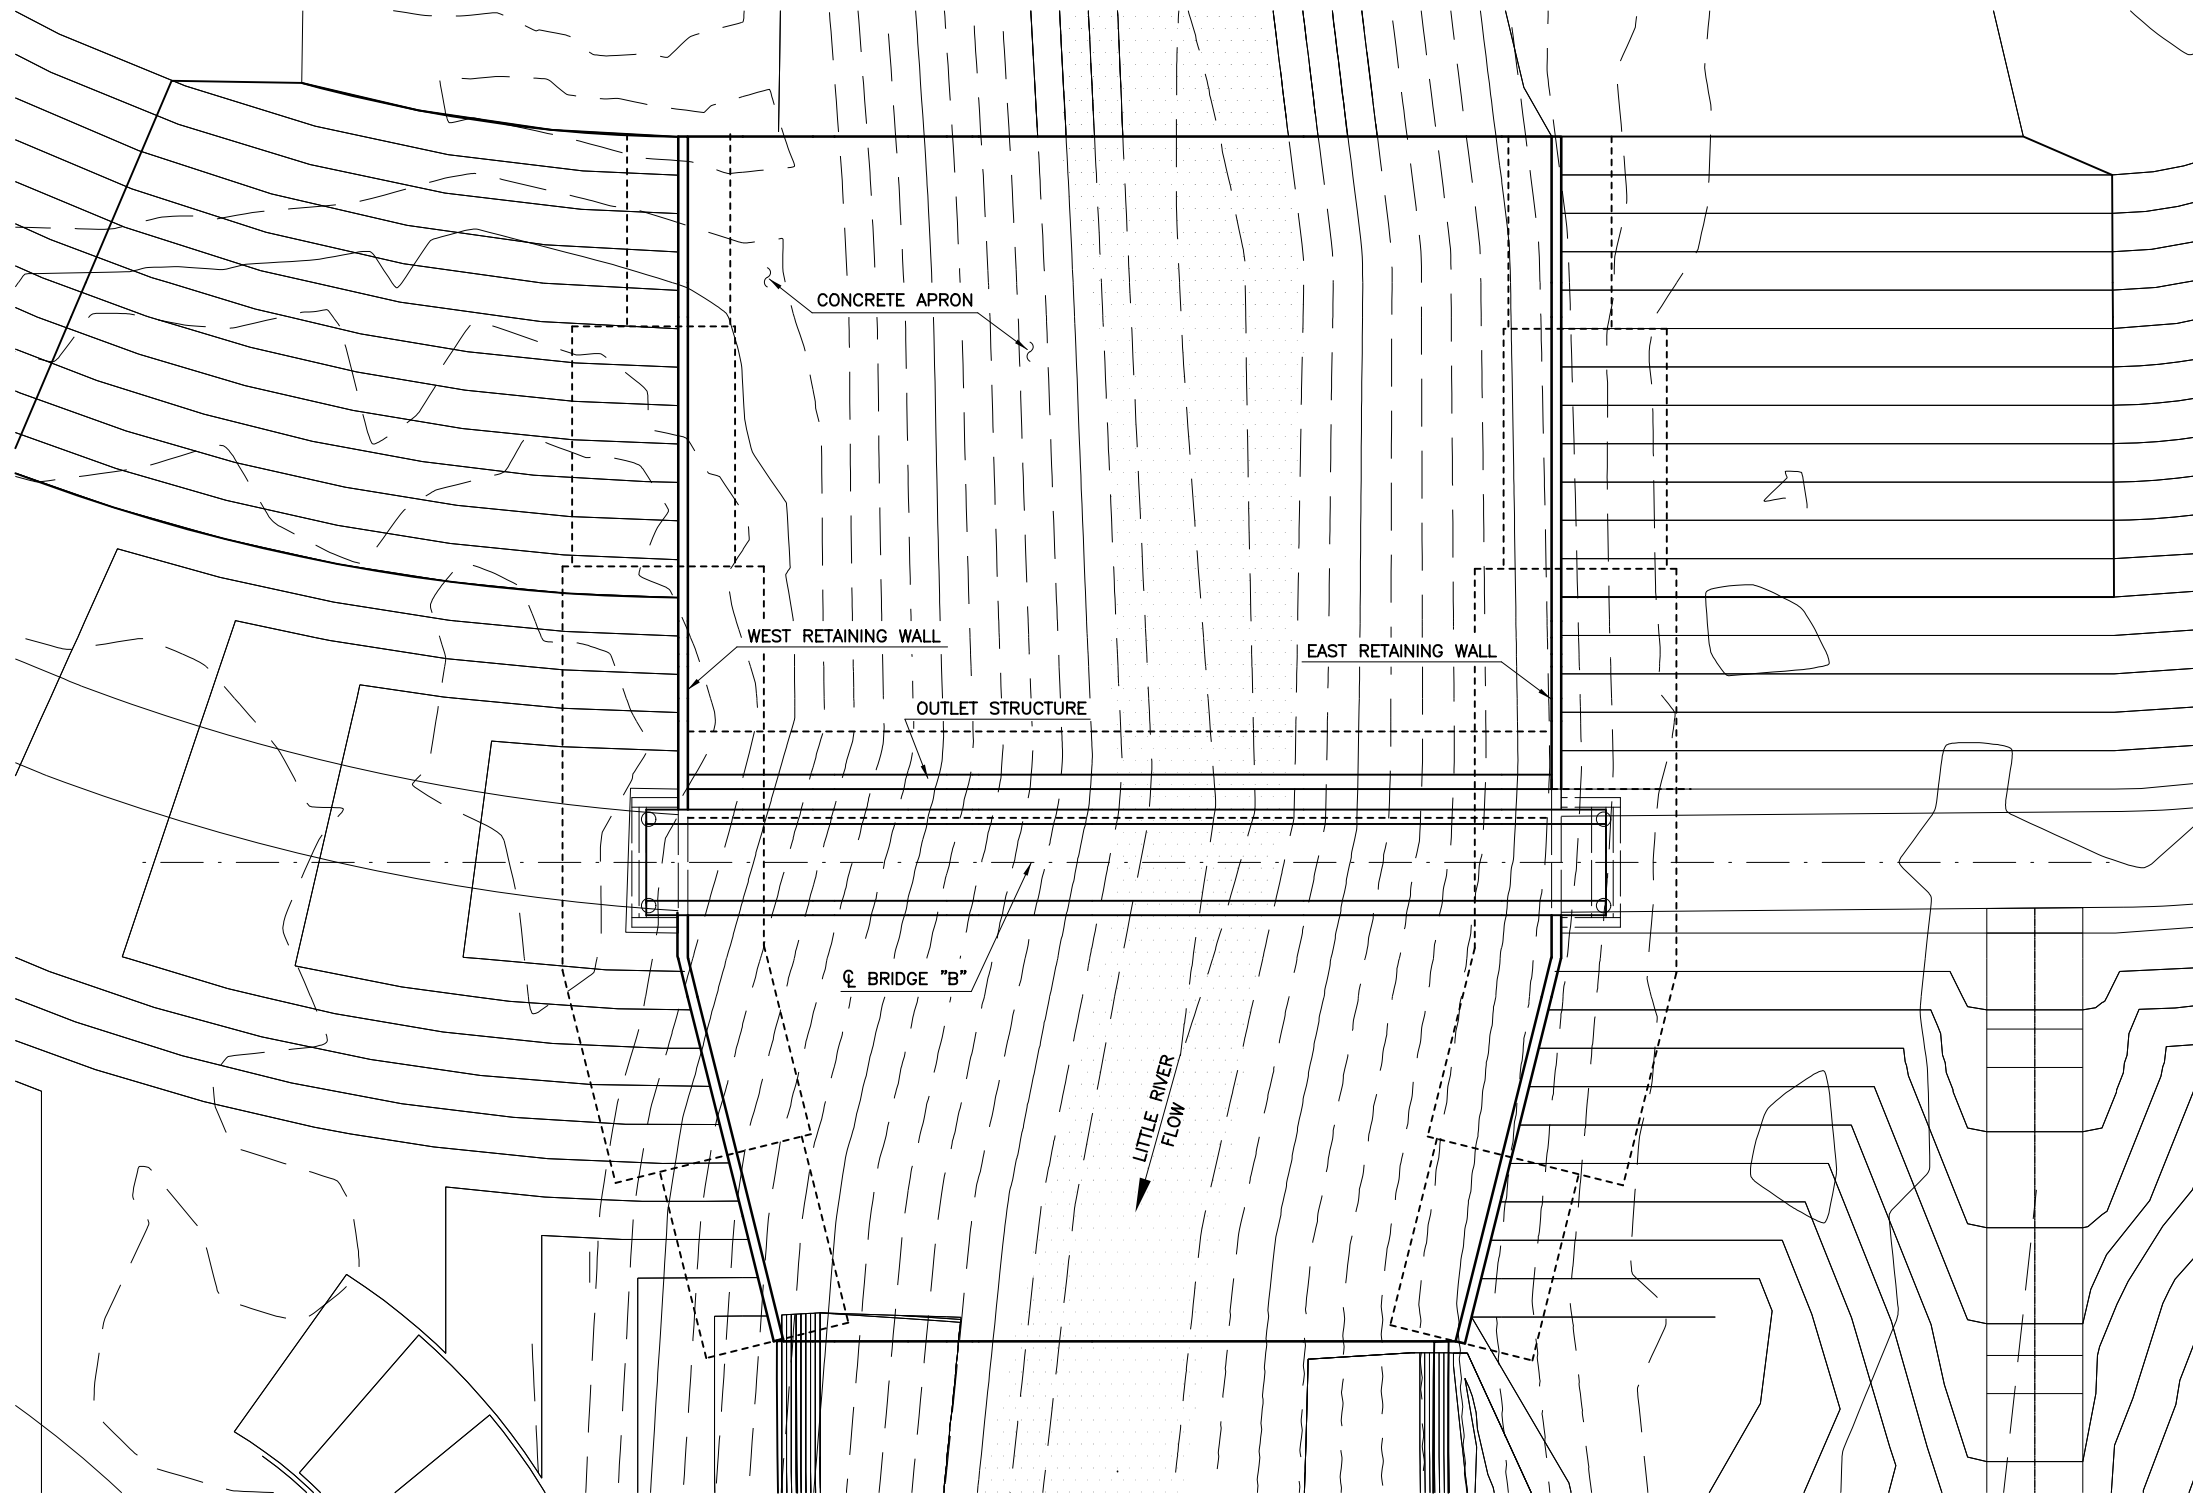 CONCRETE APRON
WEST RETAINING WALL
EAST RETAINING WALL
OUTLET STRUCTURE
℄ BRIDGE "B"
LITTLE RIVER
FLOW